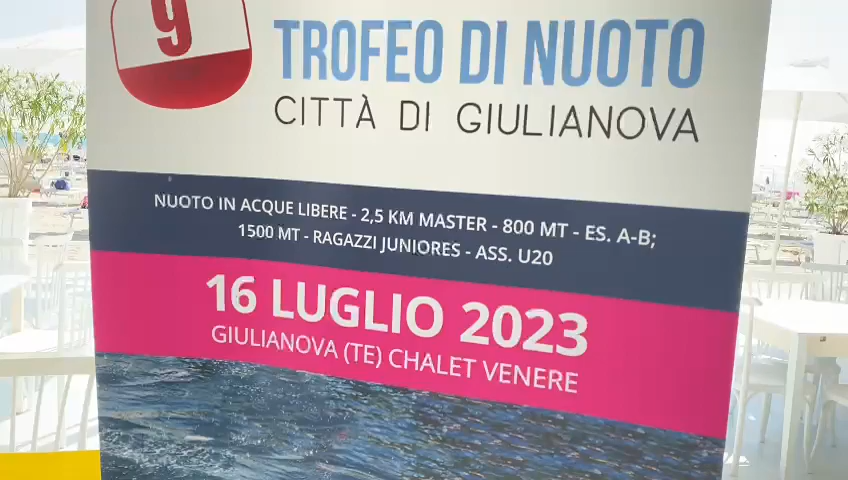 9
TROFEO DI NUOTO
CITTÀ DI GIULIANOVA
NUOTO IN ACQUE LIBERE - 2,5 KM MASTER - 800 MT - ES. A-B;
1500 MT - RAGAZZI JUNIORES - ASS. U20
16 LUGLIO 2023
GIULIANOVA (TE) CHALET VENERE